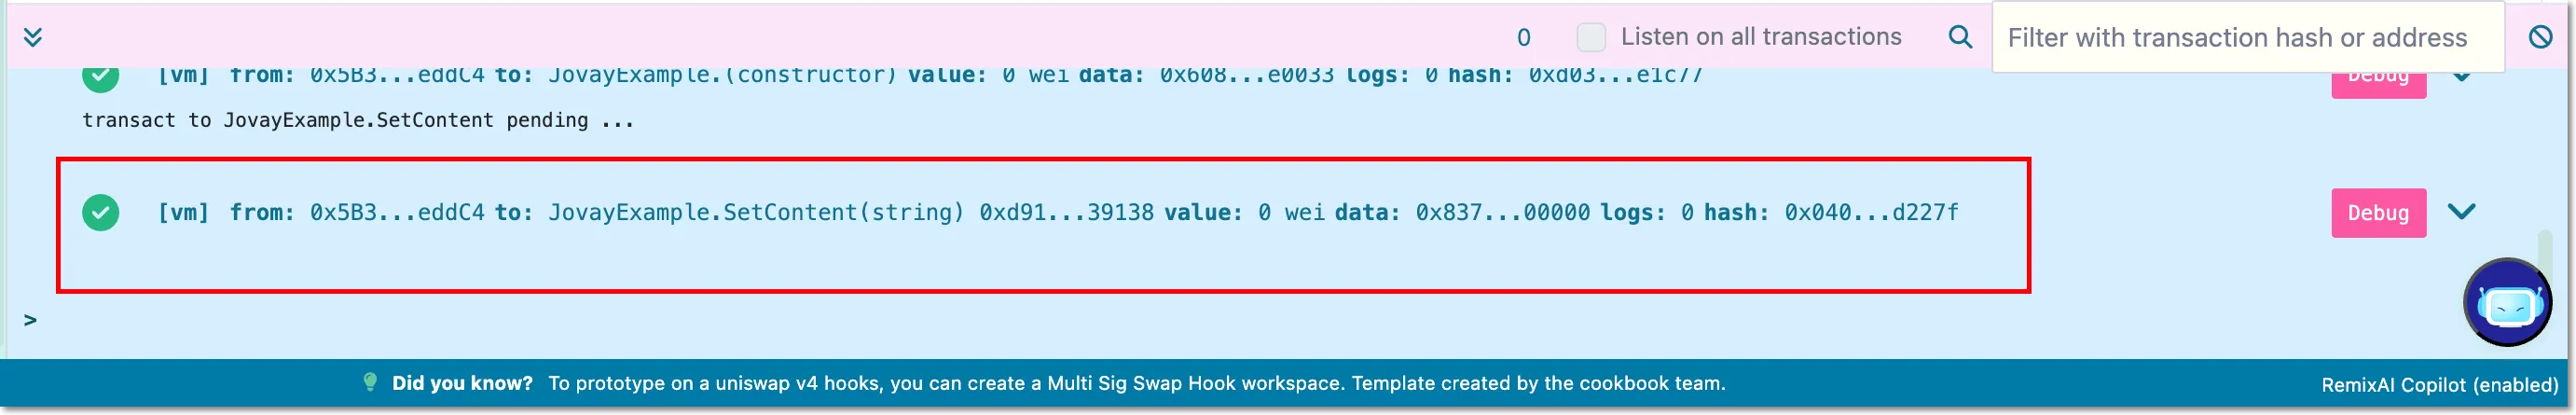 0 Listen on all transactions Filter with transaction hash or address
[vm] from: 0x5B3...eddC4 to: JovayExample.(constructor) value: 0 wei data: 0x608...e0033 logs: 0 hash: 0xd03...e1c77 Debug
transact to JovayExample.SetContent pending ...
[vm] from: 0x5B3...eddC4 to: JovayExample.SetContent(string) 0xd91...39138 value: 0 wei data: 0x837...00000 logs: 0 hash: 0x040...d227f Debug
>
Did you know? To prototype on a uniswap v4 hooks, you can create a Multi Sig Swap Hook workspace. Template created by the cookbook team. RemixAI Copilot (enabled)